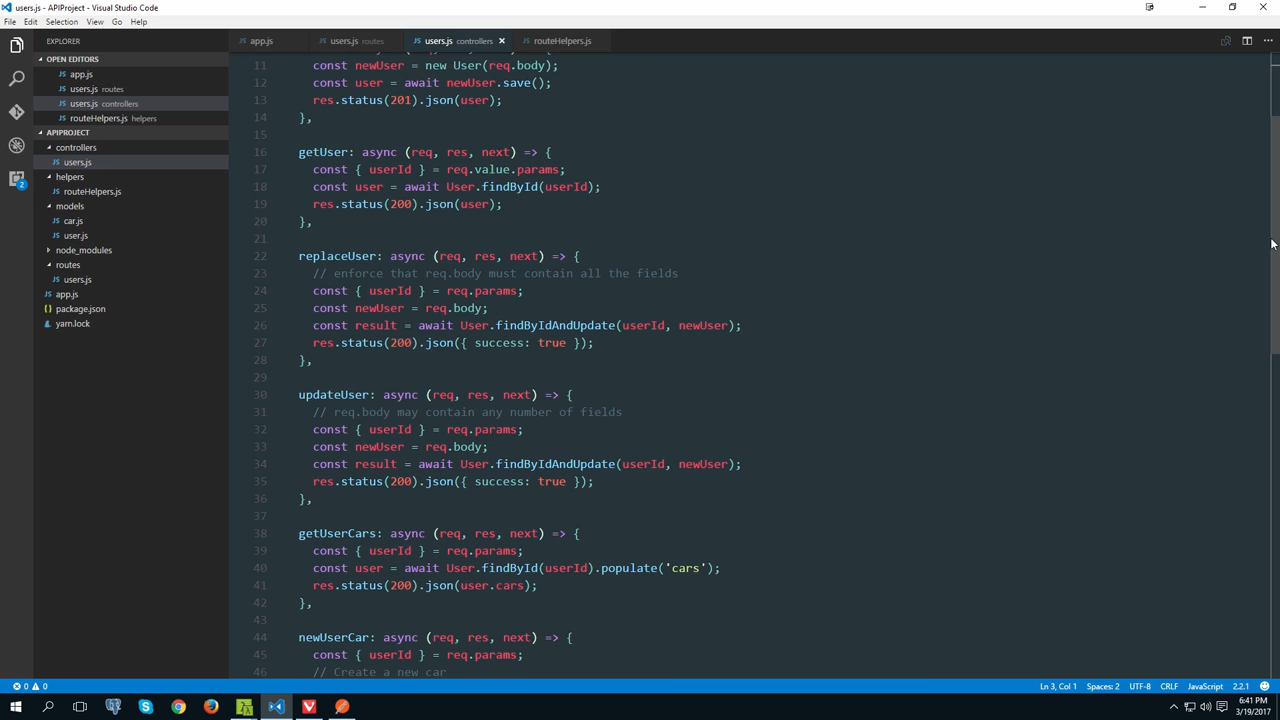 users.js - APIProject - Visual Studio Code
File Edit Selection View Go Help
EXPLORER
OPEN EDITORS
app.js
users.js routes
users.js controllers
routeHelpers.js helpers
APIPROJECT
controllers
users.js
helpers
routeHelpers.js
models
car.js
user.js
node_modules
routes
users.js
app.js
package.json
yarn.lock
2
app.js
users.js routes
users.js controllers
routeHelpers.js
11 const newUser = new User(req.body);
12 const user = await newUser.save();
13 res.status(201).json(user);
14 },
15
16 getUser: async (req, res, next) => {
17 const { userId } = req.value.params;
18 const user = await User.findById(userId);
19 res.status(200).json(user);
20 },
21
22 replaceUser: async (req, res, next) => {
23 // enforce that req.body must contain all the fields
24 const { userId } = req.params;
25 const newUser = req.body;
26 const result = await User.findByIdAndUpdate(userId, newUser);
27 res.status(200).json({ success: true });
28 },
29
30 updateUser: async (req, res, next) => {
31 // req.body may contain any number of fields
32 const { userId } = req.params;
33 const newUser = req.body;
34 const result = await User.findByIdAndUpdate(userId, newUser);
35 res.status(200).json({ success: true });
36 },
37
38 getUserCars: async (req, res, next) => {
39 const { userId } = req.params;
40 const user = await User.findById(userId).populate('cars');
41 res.status(200).json(user.cars);
42 },
43
44 newUserCar: async (req, res, next) => {
45 const { userId } = req.params;
46 // Create a new car
0 0
Ln 3, Col 1 Spaces: 2 UTF-8 CRLF JavaScript 2.2.1
6:41 PM
3/19/2017